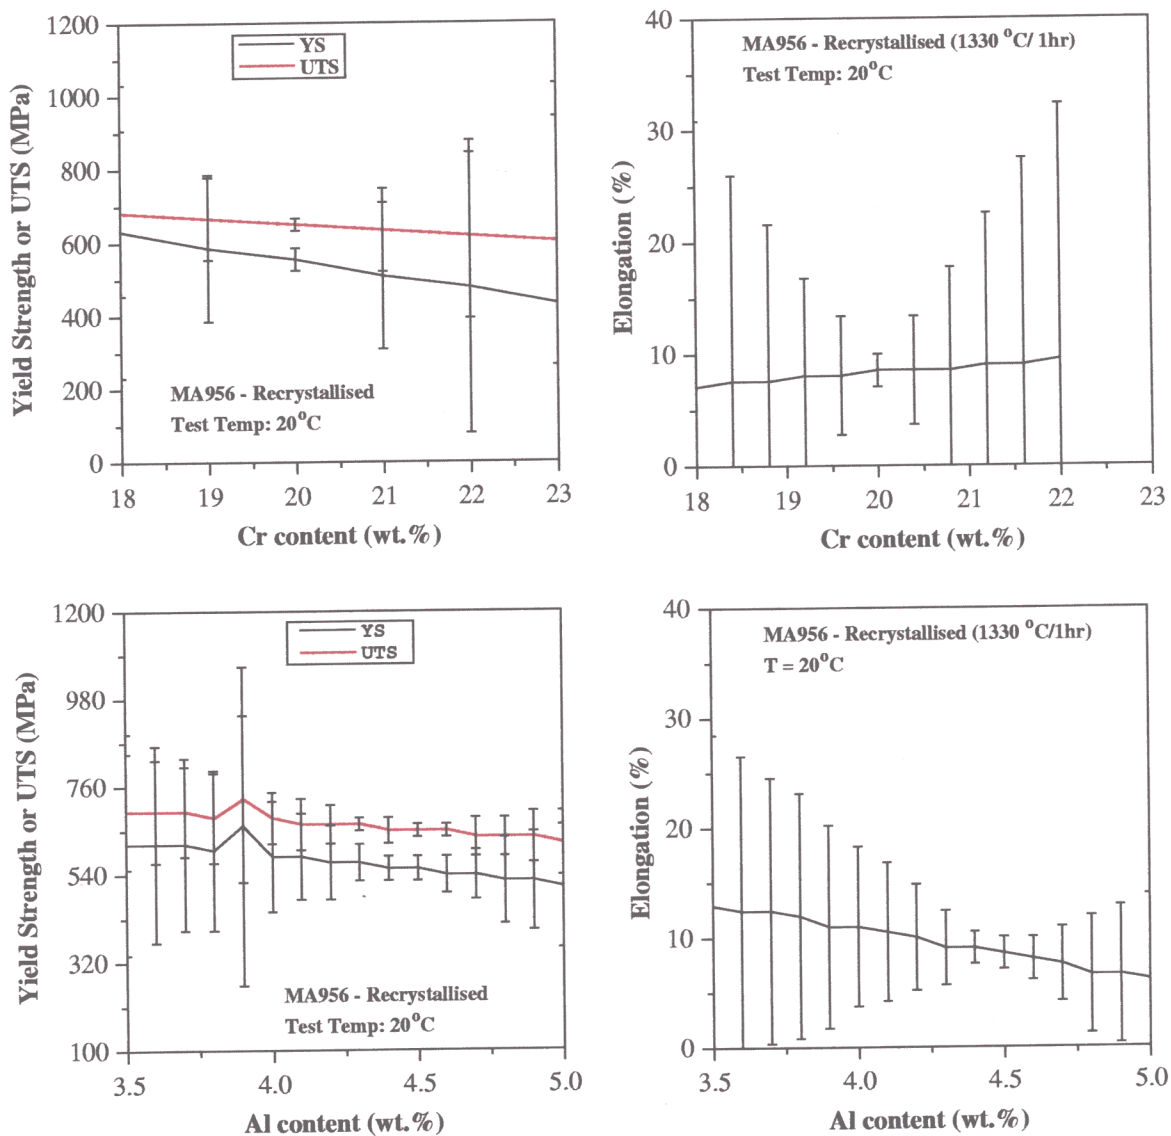 1200
1000
800
600
400
200
0
Yield Strength or UTS (MPa)
YS
UTS
MA956 - Recrystallised
Test Temp: 20°C
18 19 20 21 22 23
Cr content (wt.%)
40
30
20
10
0
Elongation (%)
MA956 - Recrystallised (1330 °C/ 1hr)
Test Temp: 20°C
18 19 20 21 22 23
Cr content (wt.%)
1200
980
760
540
320
100
Yield Strength or UTS (MPa)
YS
UTS
MA956 - Recrystallised
Test Temp: 20°C
3.5 4.0 4.5 5.0
Al content (wt.%)
40
30
20
10
0
Elongation (%)
MA956 - Recrystallised (1330 °C/1hr)
T = 20°C
3.5 4.0 4.5 5.0
Al content (wt.%)